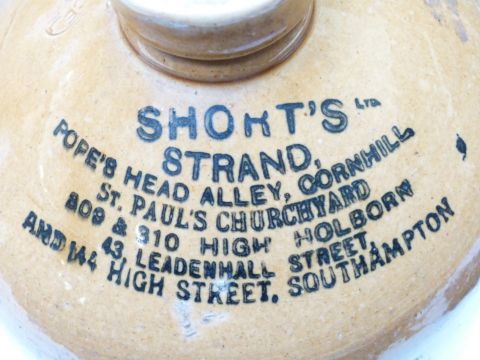 SHORT'S LTD
STRAND,
POPE'S HEAD ALLEY, CORNHILL
ST. PAUL'S CHURCHYARD
309 & 310 HIGH HOLBORN
43, LEADENHALL STREET,
AND 144 HIGH STREET, SOUTHAMPTON